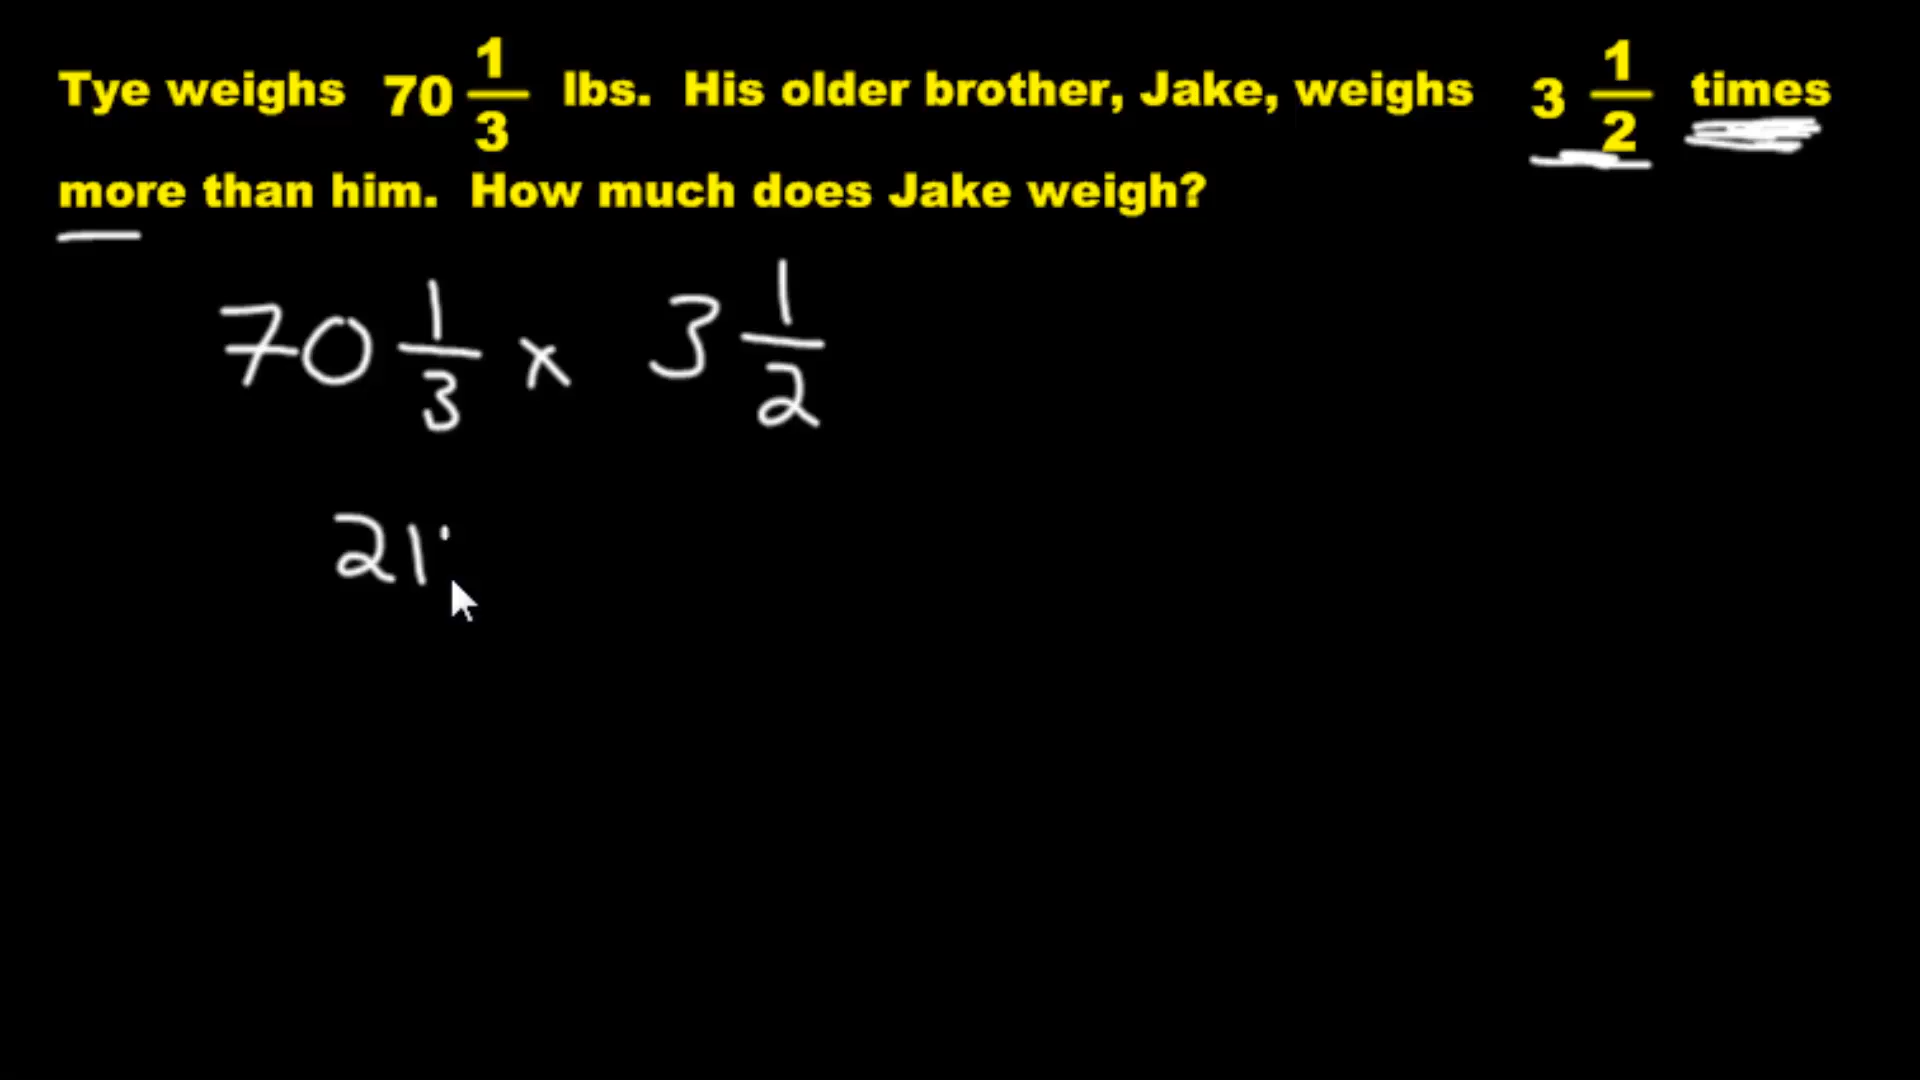 Tye weighs 70 1/3 lbs. His older brother, Jake, weighs 3 1/2 times
more than him. How much does Jake weigh?
70 1/3 x 3 1/2
21